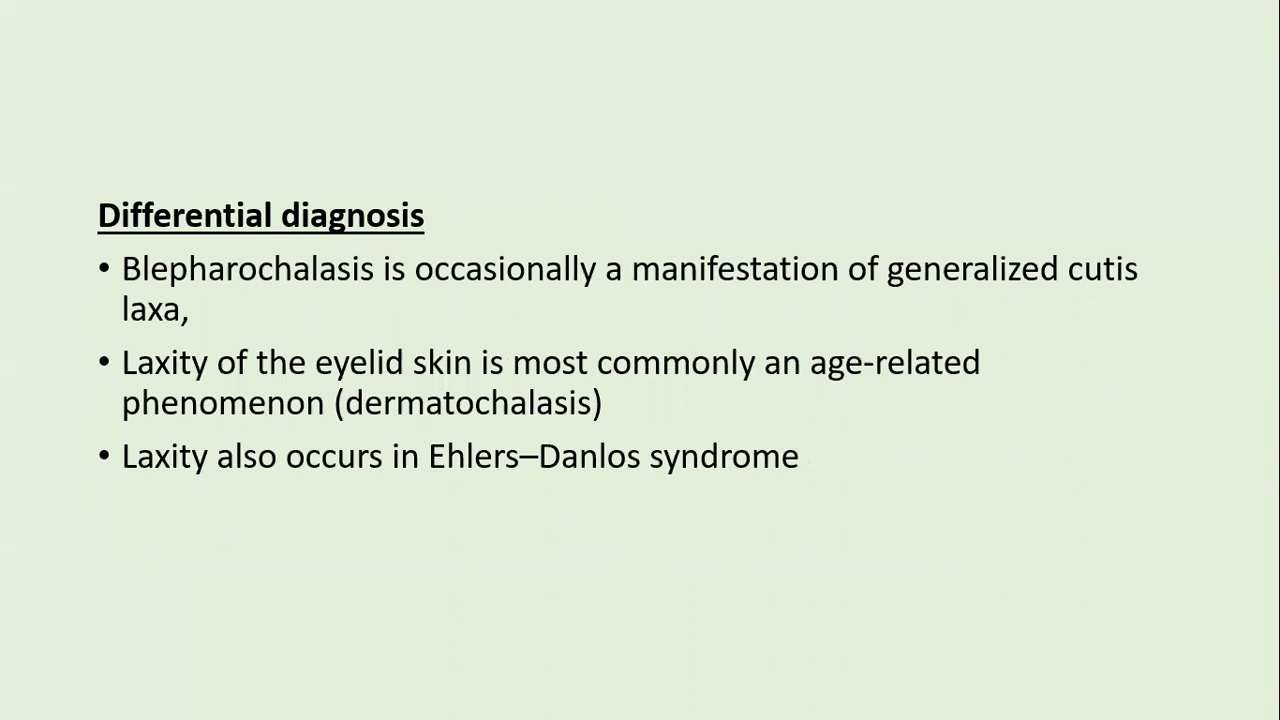 Differential diagnosis
• Blepharochalasis is occasionally a manifestation of generalized cutis
laxa,
• Laxity of the eyelid skin is most commonly an age-related
phenomenon (dermatochalasis)
• Laxity also occurs in Ehlers–Danlos syndrome